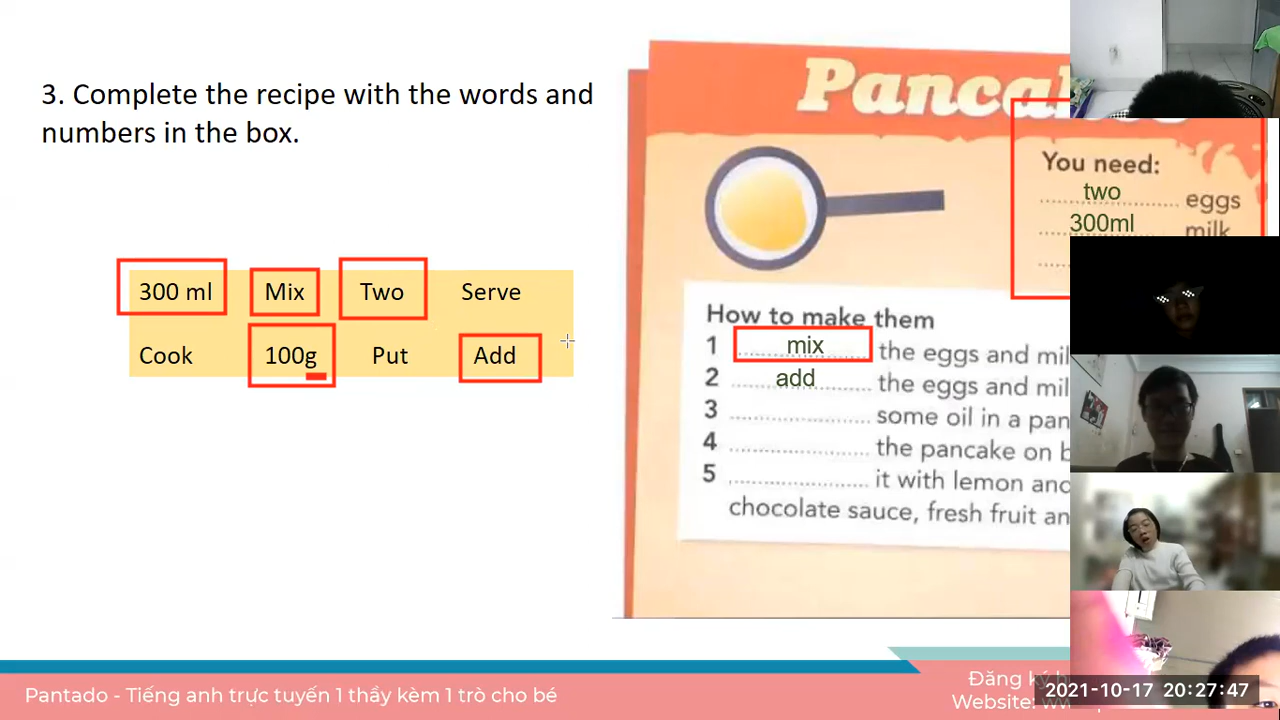 3. Complete the recipe with the words and
numbers in the box.
300 ml Mix Two Serve
Cook 100g Put Add
You need:
two eggs
300ml milk
How to make them
1 mix the eggs and
2 add the eggs and
3 some oil in a pan
4 the pancake on
5 it with lemon and
chocolate sauce, fresh fruit
Pantado - Tiếng anh trực tuyến 1 thầy kèm 1 trò cho bé
Đăng ký
Website:
2021-10-17 20:27:47